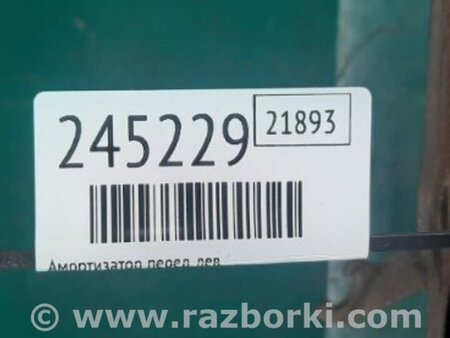 245229
21893
Амортизатор перед. лев.
© www.razborki.com